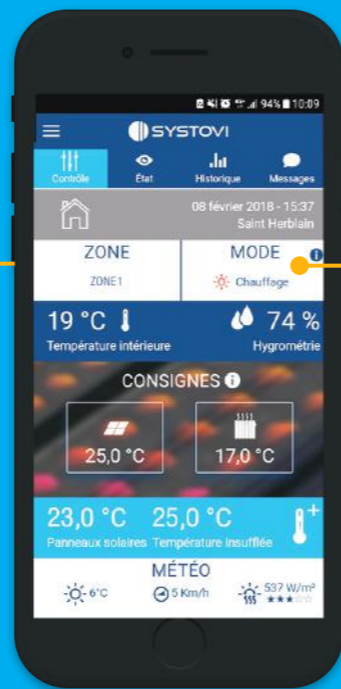 94% 10:09
SYSTOVI
Contrôle État Historique Messages
08 février 2018 - 15:37
Saint Herblain
ZONE MODE
ZONE1 Chauffage
19 °C 74 %
Température intérieure Hygrométrie
CONSIGNES
25,0 °C 17,0 °C
23,0 °C 25,0 °C
Panneaux solaires Température insufflée
MÉTÉO
6°C 5 Km/h 537 W/m²